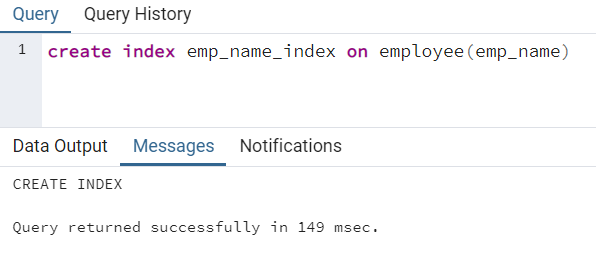 Query Query History
1 create index emp_name_index on employee(emp_name)
Data Output Messages Notifications
CREATE INDEX
Query returned successfully in 149 msec.